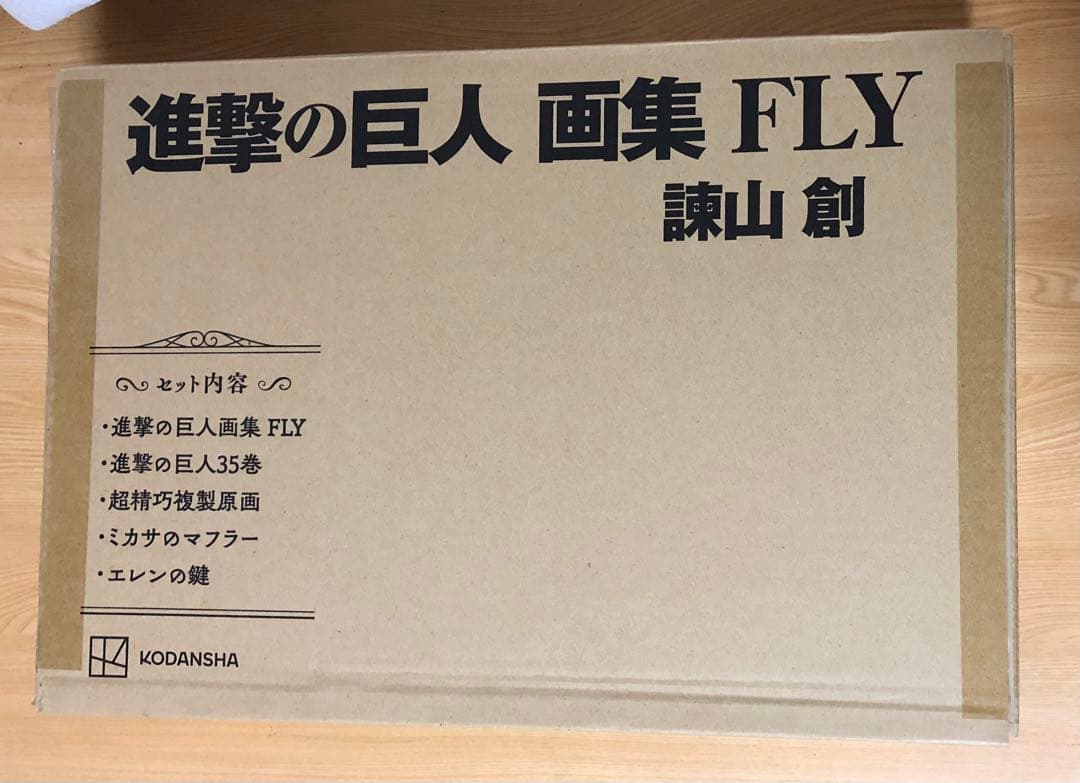 進撃の巨人 画集 FLY
諫山 創
セット内容
・進撃の巨人画集 FLY
・進撃の巨人35巻
・超精巧複製原画
・ミカサのマフラー
・エレンの鍵
KODANSHA